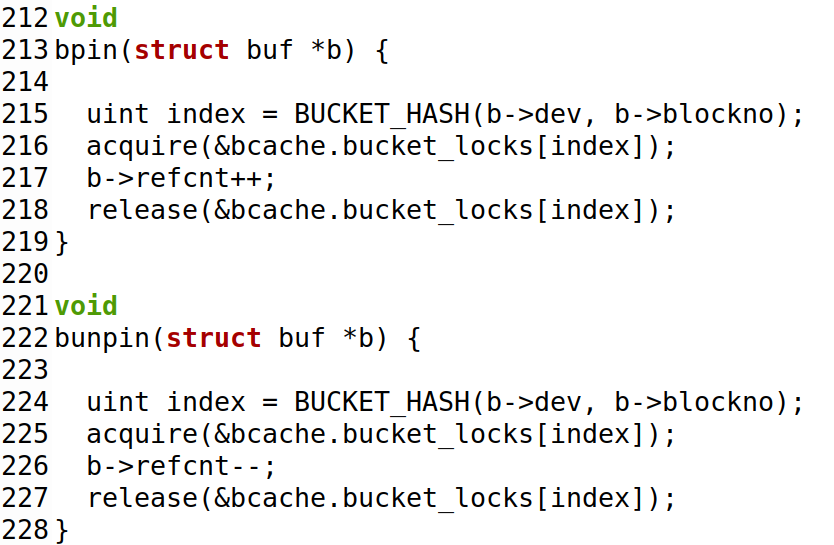 212 void
213 bpin(struct buf *b) {
214
215   uint index = BUCKET_HASH(b->dev, b->blockno);
216   acquire(&bcache.bucket_locks[index]);
217   b->refcnt++;
218   release(&bcache.bucket_locks[index]);
219 }
220
221 void
222 bunpin(struct buf *b) {
223
224   uint index = BUCKET_HASH(b->dev, b->blockno);
225   acquire(&bcache.bucket_locks[index]);
226   b->refcnt--;
227   release(&bcache.bucket_locks[index]);
228 }